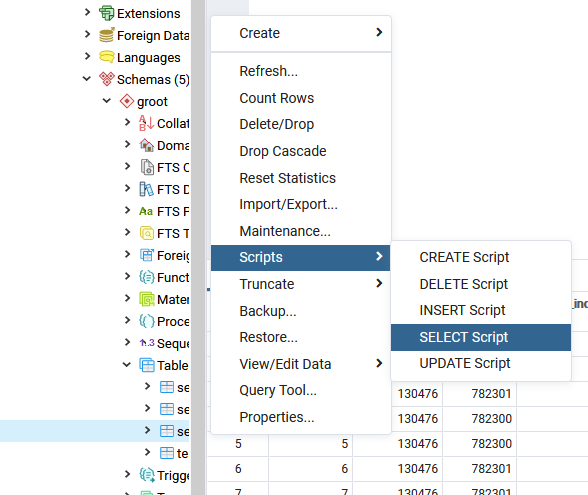 Extensions
Foreign Data
Languages
Schemas (5)
groot
Collat
Doma
FTS C
FTS D
FTS F
FTS T
Foreig
Functi
Mater
Proce
1..3 Seque
Table
se
se
se
te
Trigge
Create
Refresh...
Count Rows
Delete/Drop
Drop Cascade
Reset Statistics
Import/Export...
Maintenance...
Scripts
Truncate
Backup...
Restore...
View/Edit Data
Query Tool...
Properties...
CREATE Script
DELETE Script
INSERT Script
SELECT Script
UPDATE Script
130476 782301
130476 782300
5 5 130476 782300
6 6 130476 782301
7 7 130476 782301